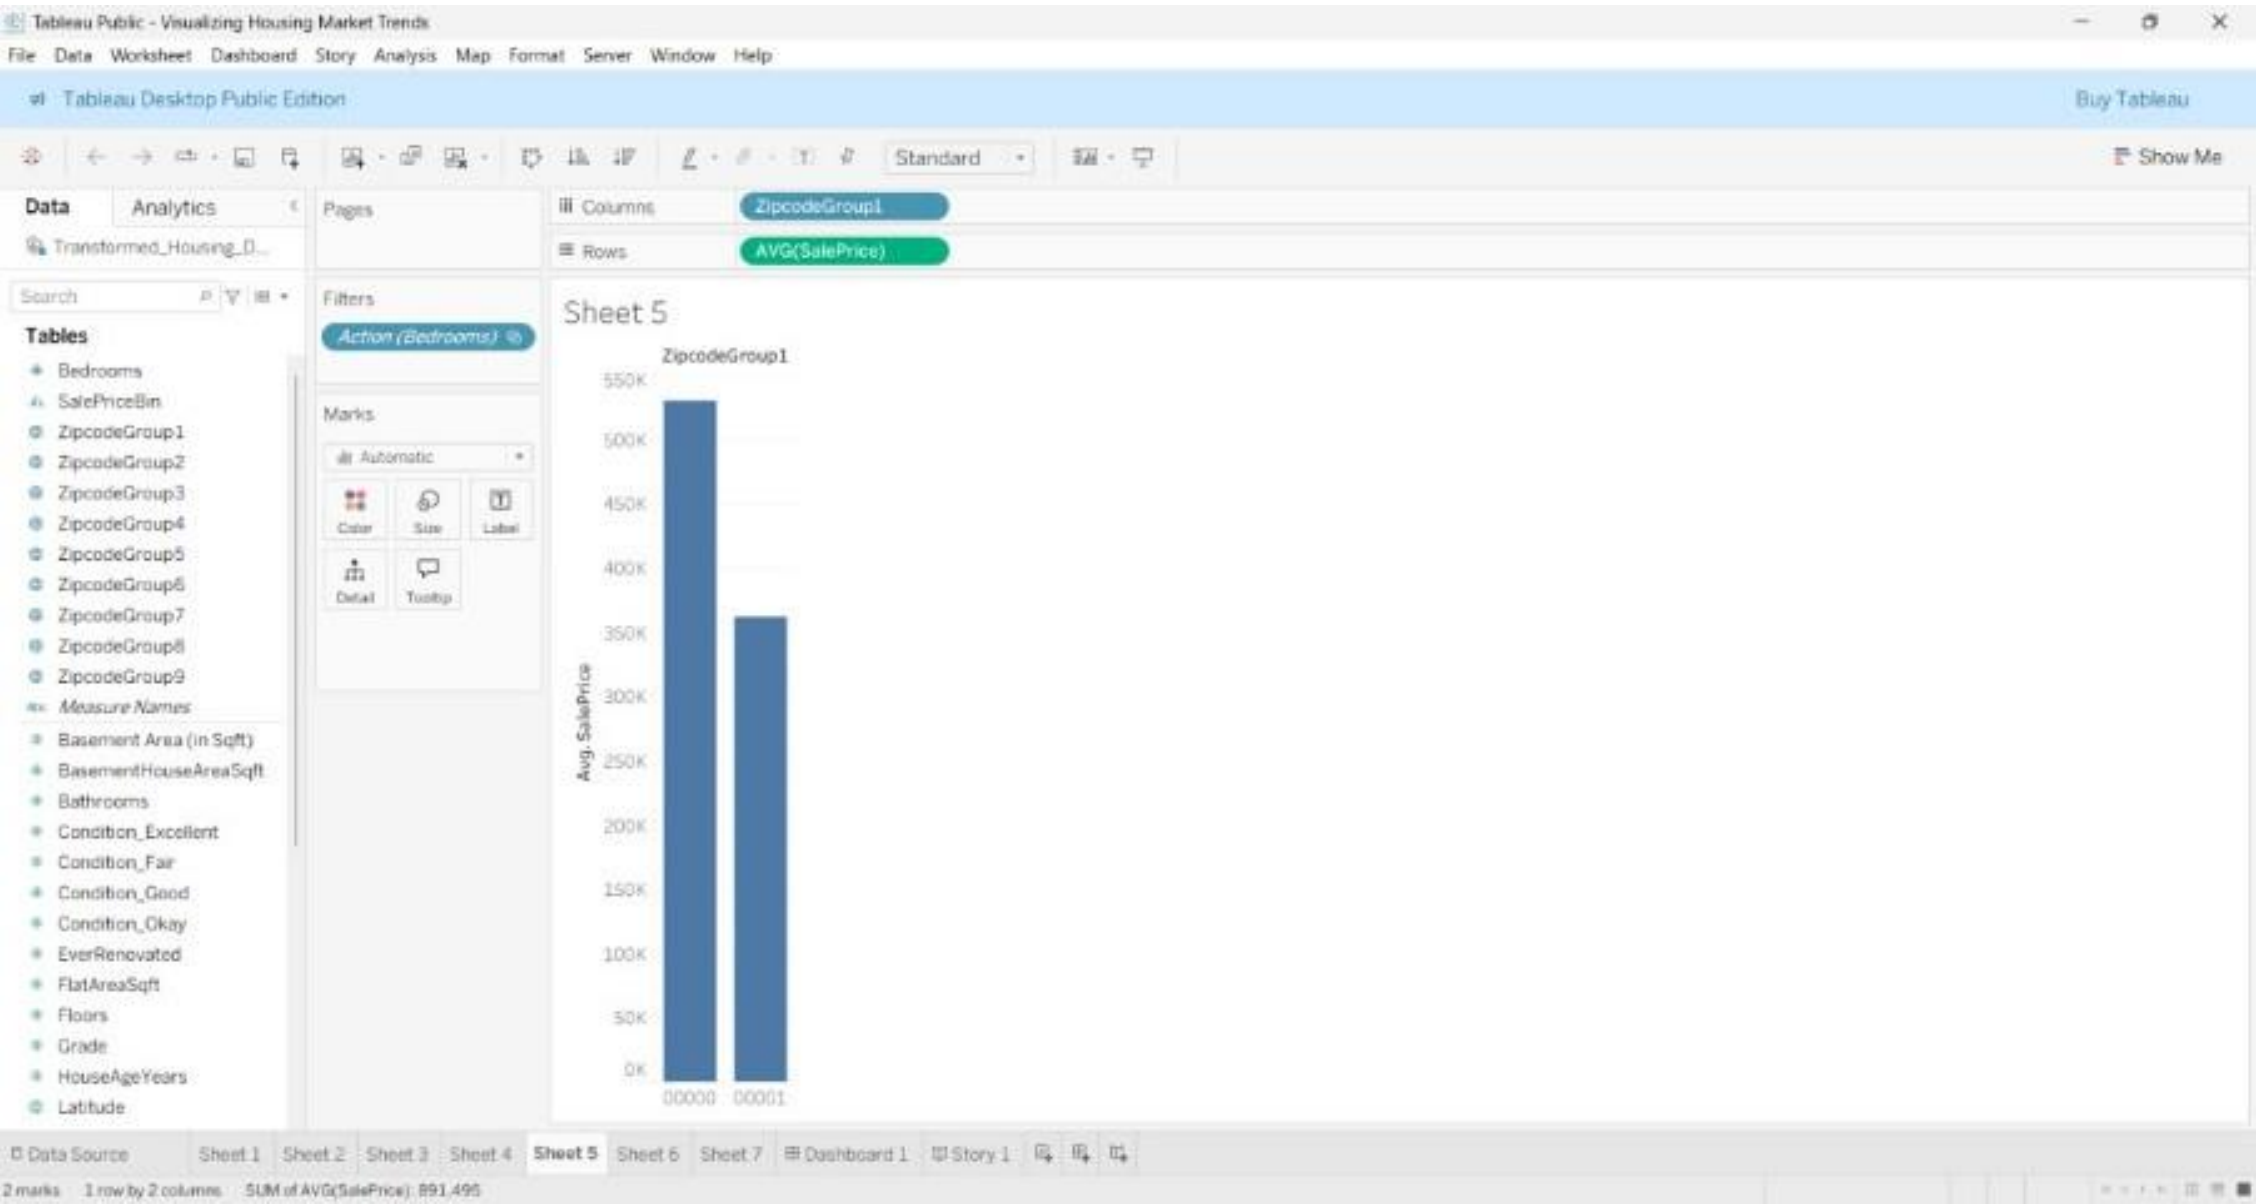 Tableau Public - Visualizing Housing Market Trends
File Data Worksheet Dashboard Story Analysis Map Format Server Window Help
Tableau Desktop Public Edition Buy Tableau
Standard Show Me
Data Analytics
Transformed_Housing_D...
Search
Tables
Bedrooms
SalePriceBin
ZipcodeGroup1
ZipcodeGroup2
ZipcodeGroup3
ZipcodeGroup4
ZipcodeGroup5
ZipcodeGroup6
ZipcodeGroup7
ZipcodeGroup8
ZipcodeGroup9
Measure Names
Basement Area (in Sqft)
BasementHouseAreaSqft
Bathrooms
Condition_Excellent
Condition_Fair
Condition_Good
Condition_Okay
EverRenovated
FlatAreaSqft
Floors
Grade
HouseAgeYears
Latitude
Pages
Filters
Action (Bedrooms)
Marks
Automatic
Color Size Label
Detail Tooltip
Columns ZipcodeGroup1
Rows AVG(SalePrice)
Sheet 5
ZipcodeGroup1
550K
500K
450K
400K
350K
300K
250K
200K
150K
100K
50K
0K
Avg. SalePrice
00000 00001
Data Source Sheet 1 Sheet 2 Sheet 3 Sheet 4 Sheet 5 Sheet 6 Sheet 7 Dashboard 1 Story 1
2 marks 1 row by 2 columns SUM of AVG(SalePrice): 891,495